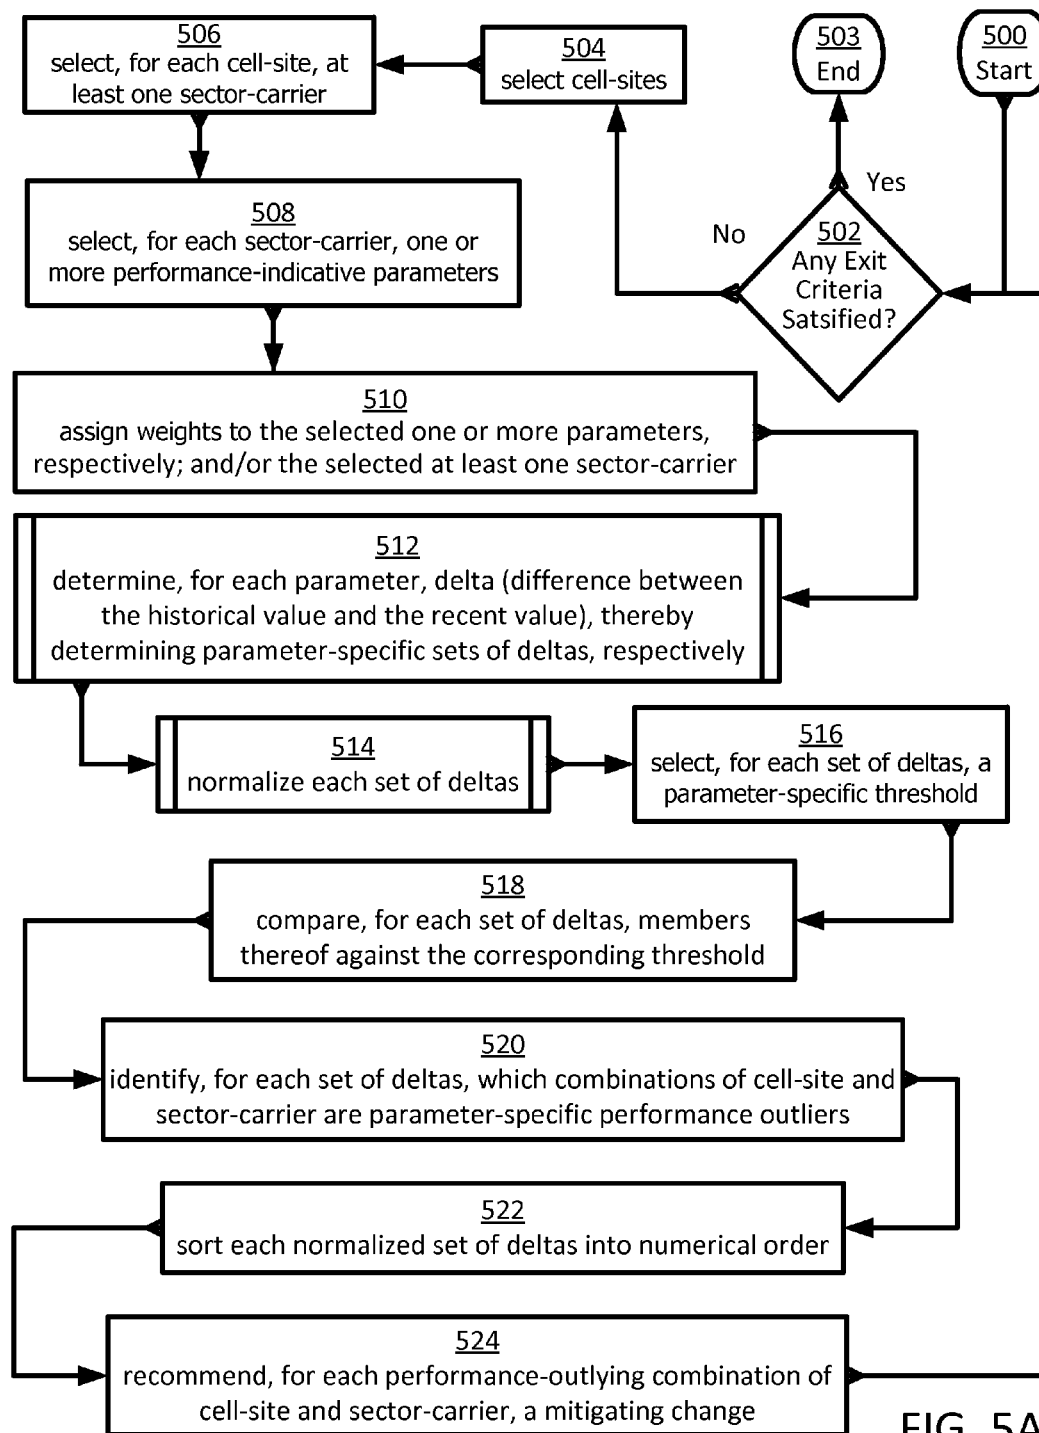 500
Start
502
Any Exit
Criteria
Satsified?
Yes
No
503
End
504
select cell-sites
506
select, for each cell-site, at
least one sector-carrier
508
select, for each sector-carrier, one or
more performance-indicative parameters
510
assign weights to the selected one or more parameters,
respectively; and/or the selected at least one sector-carrier
512
determine, for each parameter, delta (difference between
the historical value and the recent value), thereby
determining parameter-specific sets of deltas, respectively
514
normalize each set of deltas
516
select, for each set of deltas, a
parameter-specific threshold
518
compare, for each set of deltas, members
thereof against the corresponding threshold
520
identify, for each set of deltas, which combinations of cell-site and
sector-carrier are parameter-specific performance outliers
522
sort each normalized set of deltas into numerical order
524
recommend, for each performance-outlying combination of
cell-site and sector-carrier, a mitigating change
FIG. 5A